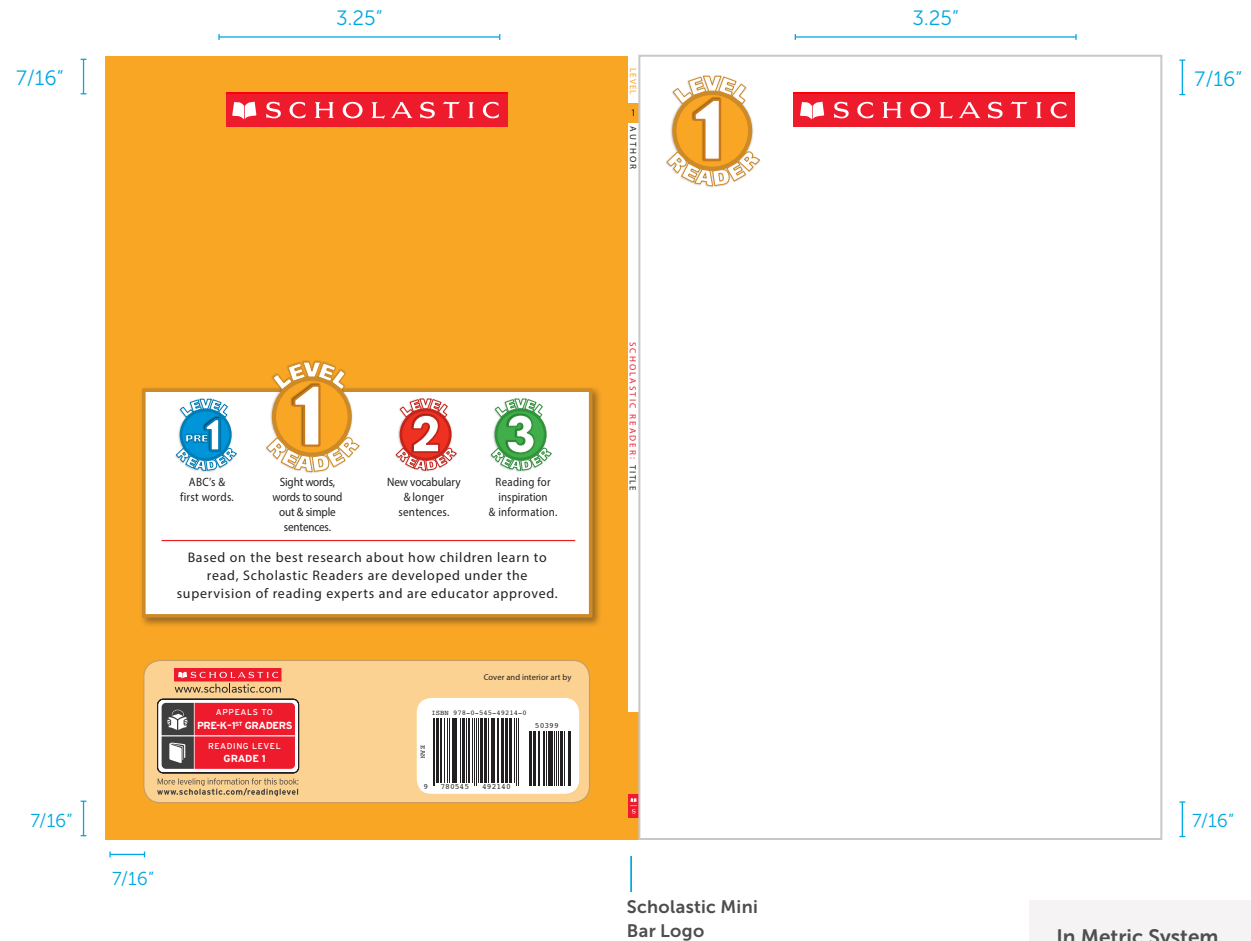 3.25”
3.25”
7/16”
7/16”
SCHOLASTIC
LEVEL
1
AUTHOR
SCHOLASTIC READER: TITLE
S
LEVEL
1
READER
SCHOLASTIC
LEVEL
PRE 1
READER
ABC's &
first words.
LEVEL
1
READER
Sight words,
words to sound
out & simple
sentences.
LEVEL
2
READER
New vocabulary
& longer
sentences.
LEVEL
3
READER
Reading for
inspiration
& information.
Based on the best research about how children learn to
read, Scholastic Readers are developed under the
supervision of reading experts and are educator approved.
SCHOLASTIC
www.scholastic.com
APPEALS TO
PRE-K–1ST GRADERS
READING LEVEL
GRADE 1
More leveling information for this book:
www.scholastic.com/readinglevel
Cover and interior art by
ISBN 978-0-545-49214-0
50399
EAN
9 780545 492140
7/16”
7/16”
7/16”
Scholastic Mini
Bar Logo
In Metric System